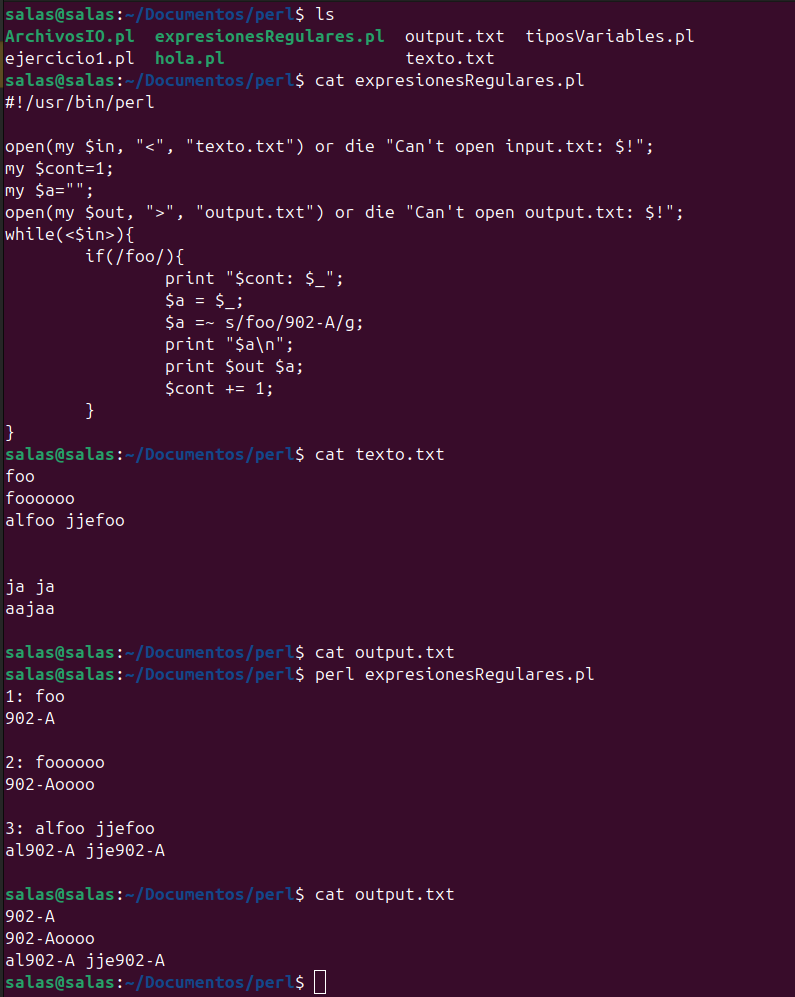 salas@salas:~/Documentos/perl$ ls
ArchivosIO.pl  expresionesRegulares.pl  output.txt  tiposVariables.pl
ejercicio1.pl  hola.pl                  texto.txt
salas@salas:~/Documentos/perl$ cat expresionesRegulares.pl
#!/usr/bin/perl

open(my $in, "<", "texto.txt") or die "Can't open input.txt: $!";
my $cont=1;
my $a="";
open(my $out, ">", "output.txt") or die "Can't open output.txt: $!";
while(<$in>){
        if(/foo/){
                print "$cont: $_";
                $a = $_;
                $a =~ s/foo/902-A/g;
                print "$a\n";
                print $out $a;
                $cont += 1;
        }
}
salas@salas:~/Documentos/perl$ cat texto.txt
foo
foooooo
alfoo jjefoo


ja ja
aajaa

salas@salas:~/Documentos/perl$ cat output.txt
salas@salas:~/Documentos/perl$ perl expresionesRegulares.pl
1: foo
902-A

2: foooooo
902-Aoooo

3: alfoo jjefoo
al902-A jje902-A

salas@salas:~/Documentos/perl$ cat output.txt
902-A
902-Aoooo
al902-A jje902-A
salas@salas:~/Documentos/perl$